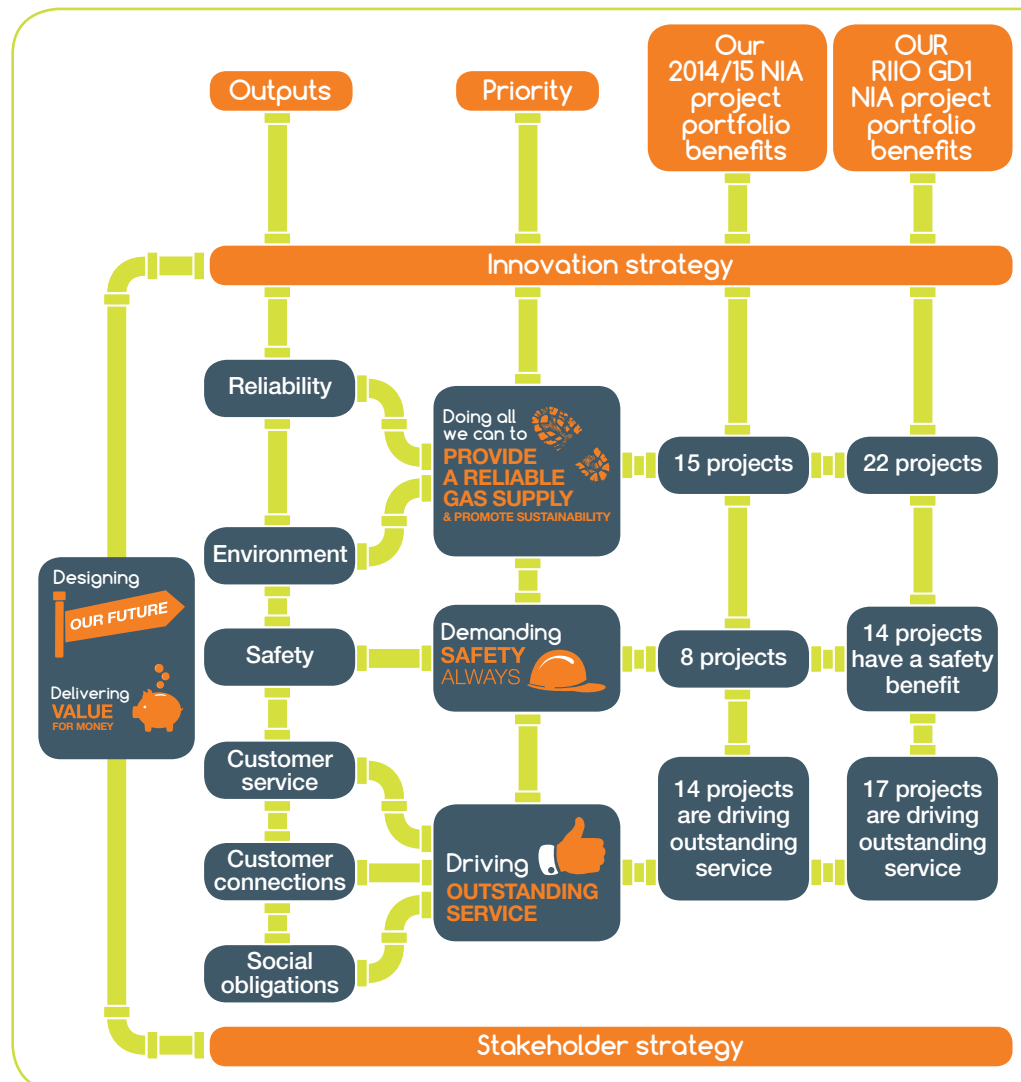 Outputs
Priority
Our
2014/15 NIA
project
portfolio
benefits
OUR
RIIO GD1
NIA project
portfolio
benefits
Innovation strategy
Reliability
Environment
Safety
Customer
service
Customer
connections
Social
obligations
Designing
OUR FUTURE
Delivering
VALUE
FOR MONEY
Doing all
we can to
PROVIDE
A RELIABLE
GAS SUPPLY
& PROMOTE SUSTAINABILITY
15 projects
22 projects
Demanding
SAFETY
ALWAYS
8 projects
14 projects
have a safety
benefit
Driving
OUTSTANDING
SERVICE
14 projects
are driving
outstanding
service
17 projects
are driving
outstanding
service
Stakeholder strategy